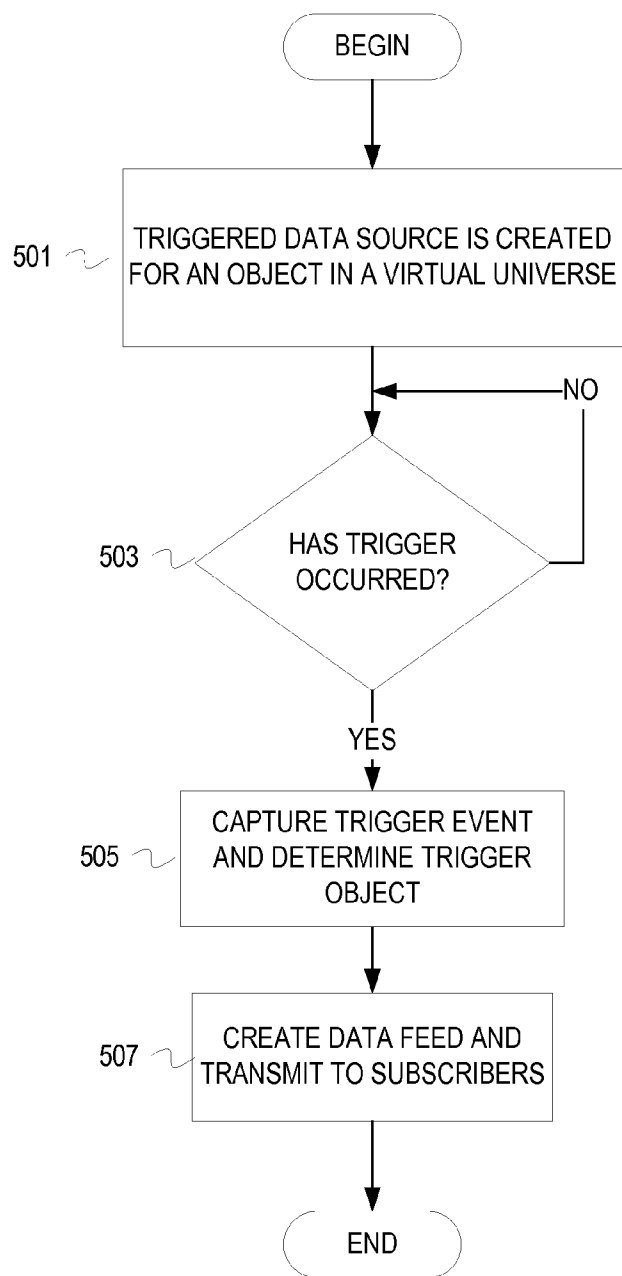 BEGIN
501
TRIGGERED DATA SOURCE IS CREATED
FOR AN OBJECT IN A VIRTUAL UNIVERSE
NO
503
HAS TRIGGER
OCCURRED?
YES
505
CAPTURE TRIGGER EVENT
AND DETERMINE TRIGGER
OBJECT
507
CREATE DATA FEED AND
TRANSMIT TO SUBSCRIBERS
END